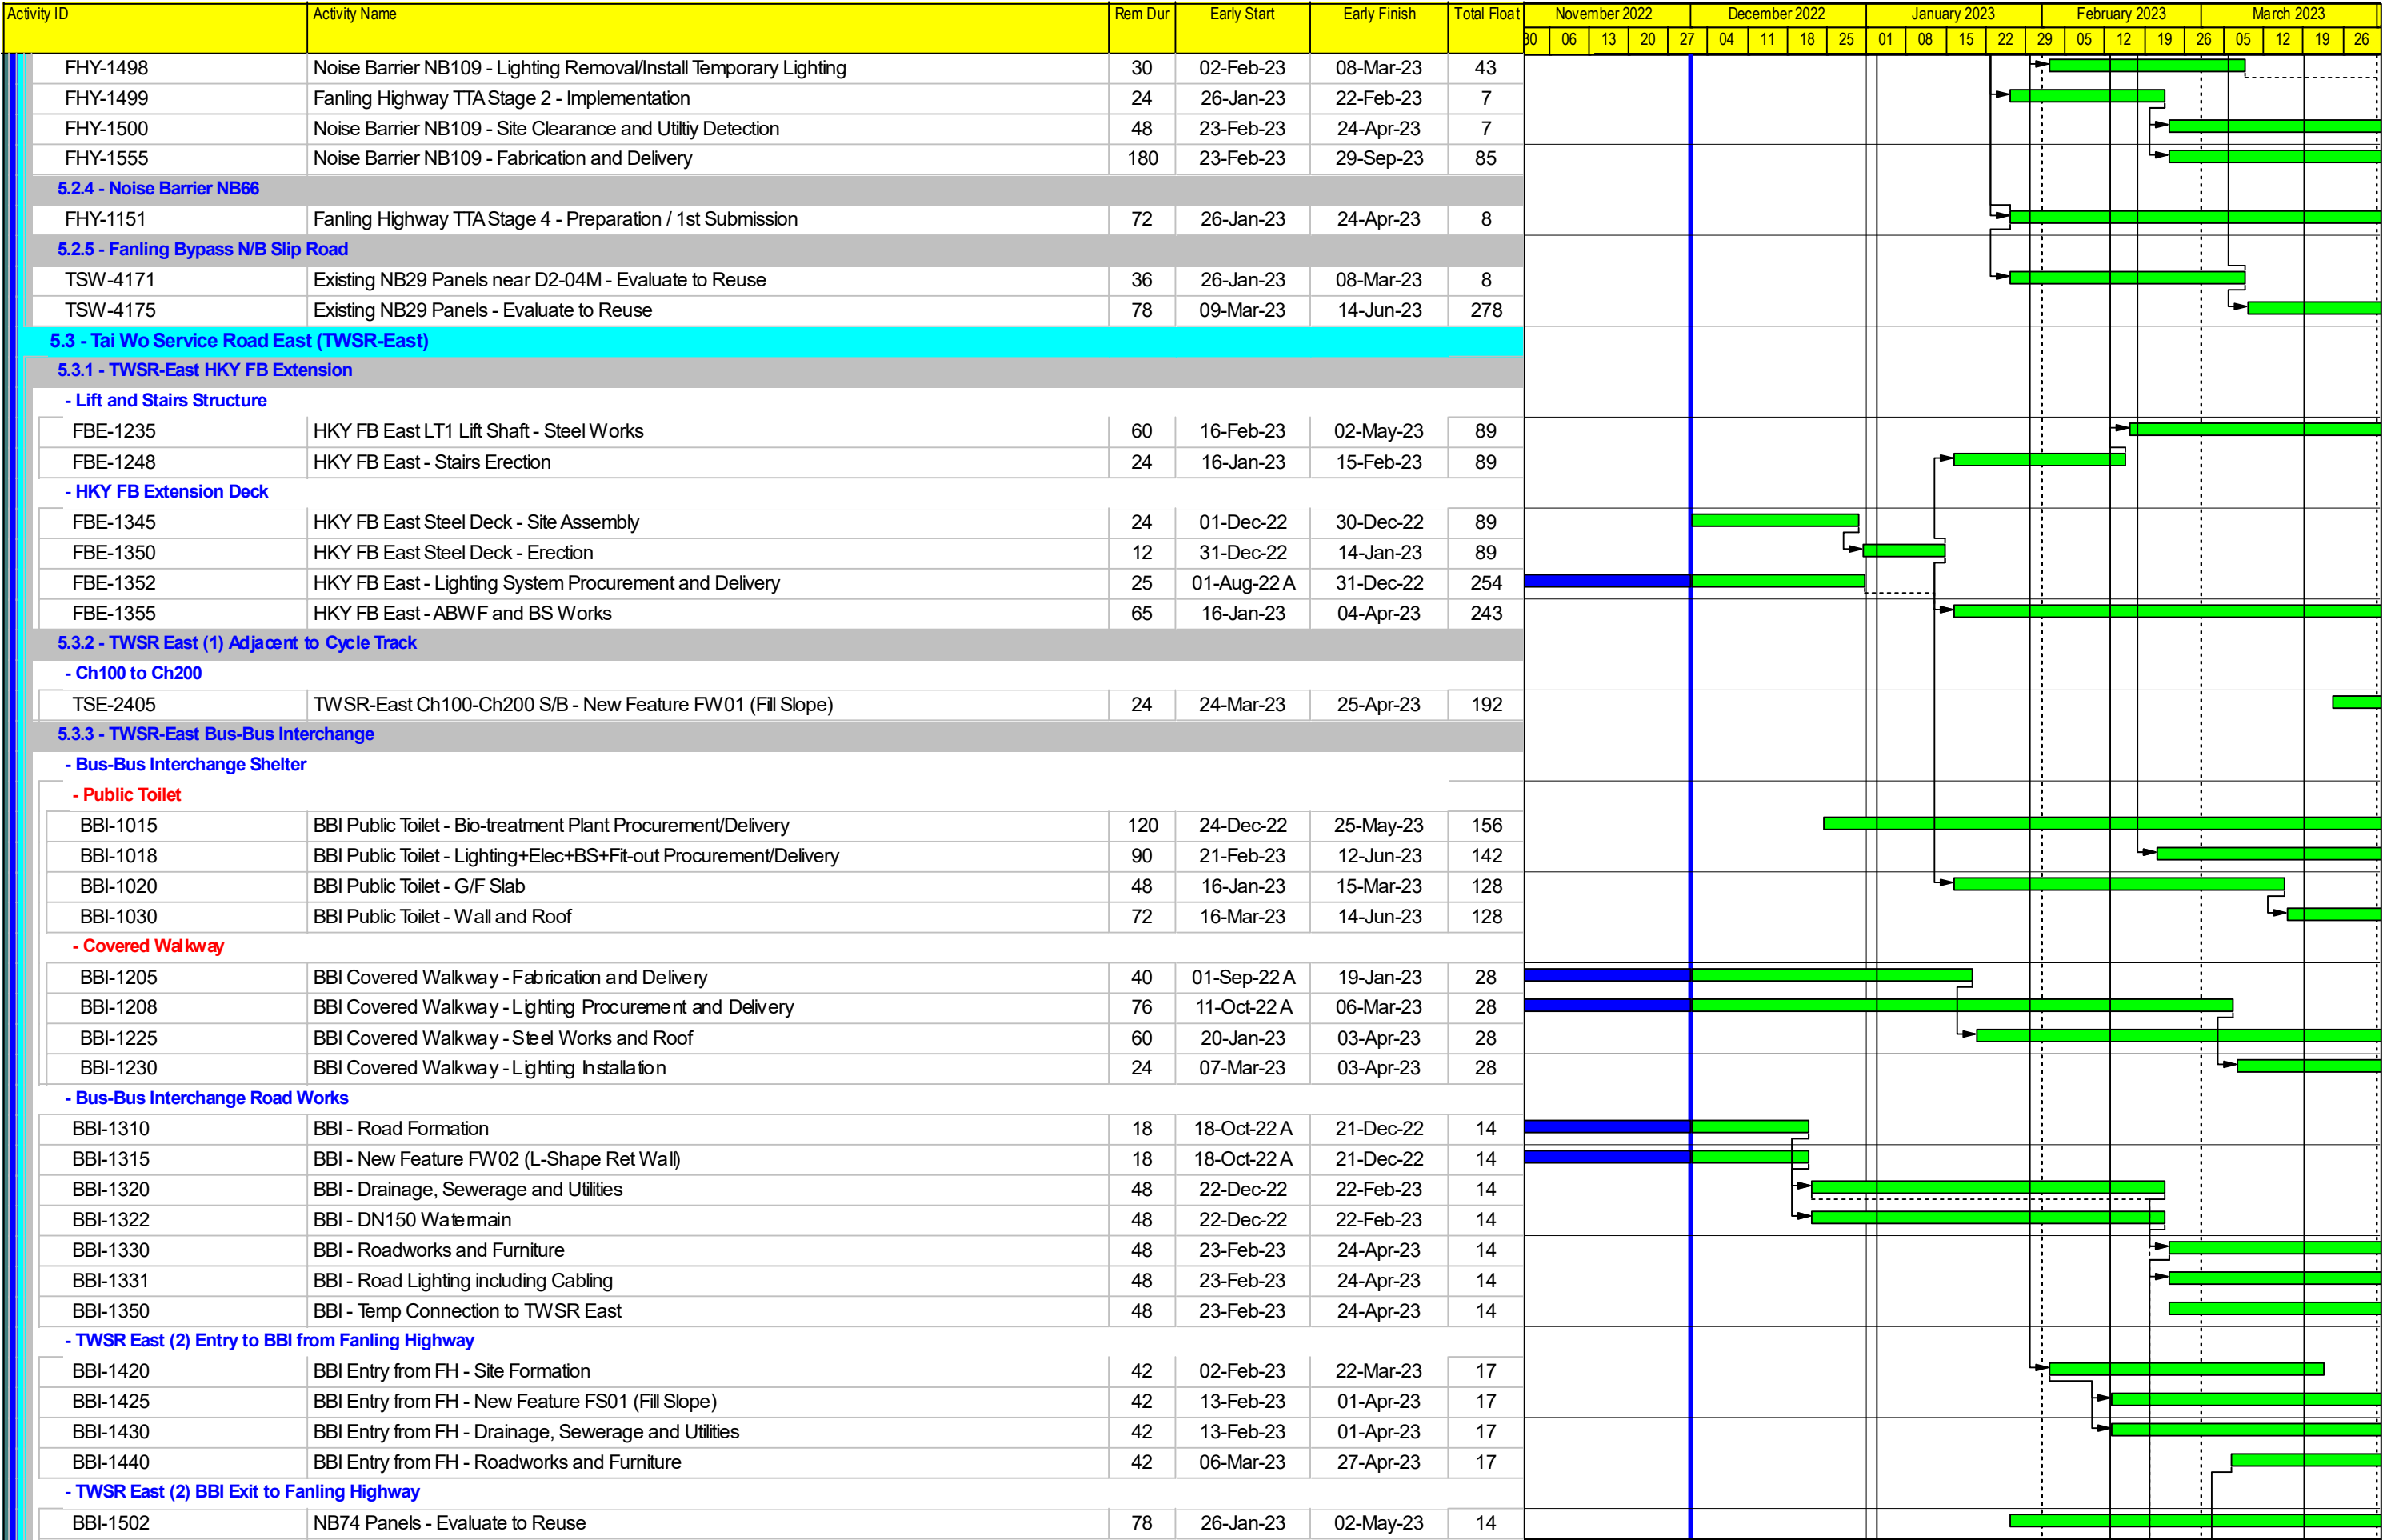 Activity ID Activity Name Rem Dur Early Start Early Finish Total Float November 2022 December 2022 January 2023 February 2023 March 2023
30 06 13 20 27 04 11 18 25 01 08 15 22 29 05 12 19 26 05 12 19 26
FHY-1498 Noise Barrier NB109 - Lighting Removal/Install Temporary Lighting 30 02-Feb-23 08-Mar-23 43
FHY-1499 Fanling Highway TTA Stage 2 - Implementation 24 26-Jan-23 22-Feb-23 7
FHY-1500 Noise Barrier NB109 - Site Clearance and Utiltiy Detection 48 23-Feb-23 24-Apr-23 7
FHY-1555 Noise Barrier NB109 - Fabrication and Delivery 180 23-Feb-23 29-Sep-23 85
5.2.4 - Noise Barrier NB66
FHY-1151 Fanling Highway TTA Stage 4 - Preparation / 1st Submission 72 26-Jan-23 24-Apr-23 8
5.2.5 - Fanling Bypass N/B Slip Road
TSW-4171 Existing NB29 Panels near D2-04M - Evaluate to Reuse 36 26-Jan-23 08-Mar-23 8
TSW-4175 Existing NB29 Panels - Evaluate to Reuse 78 09-Mar-23 14-Jun-23 278
5.3 - Tai Wo Service Road East (TWSR-East)
5.3.1 - TWSR-East HKY FB Extension
- Lift and Stairs Structure
FBE-1235 HKY FB East LT1 Lift Shaft - Steel Works 60 16-Feb-23 02-May-23 89
FBE-1248 HKY FB East - Stairs Erection 24 16-Jan-23 15-Feb-23 89
- HKY FB Extension Deck
FBE-1345 HKY FB East Steel Deck - Site Assembly 24 01-Dec-22 30-Dec-22 89
FBE-1350 HKY FB East Steel Deck - Erection 12 31-Dec-22 14-Jan-23 89
FBE-1352 HKY FB East - Lighting System Procurement and Delivery 25 01-Aug-22 A 31-Dec-22 254
FBE-1355 HKY FB East - ABWF and BS Works 65 16-Jan-23 04-Apr-23 243
5.3.2 - TWSR East (1) Adjacent to Cycle Track
- Ch100 to Ch200
TSE-2405 TWSR-East Ch100-Ch200 S/B - New Feature FW01 (Fill Slope) 24 24-Mar-23 25-Apr-23 192
5.3.3 - TWSR-East Bus-Bus Interchange
- Bus-Bus Interchange Shelter
- Public Toilet
BBI-1015 BBI Public Toilet - Bio-treatment Plant Procurement/Delivery 120 24-Dec-22 25-May-23 156
BBI-1018 BBI Public Toilet - Lighting+Elec+BS+Fit-out Procurement/Delivery 90 21-Feb-23 12-Jun-23 142
BBI-1020 BBI Public Toilet - G/F Slab 48 16-Jan-23 15-Mar-23 128
BBI-1030 BBI Public Toilet - Wall and Roof 72 16-Mar-23 14-Jun-23 128
- Covered Walkway
BBI-1205 BBI Covered Walkway - Fabrication and Delivery 40 01-Sep-22 A 19-Jan-23 28
BBI-1208 BBI Covered Walkway - Lighting Procurement and Delivery 76 11-Oct-22 A 06-Mar-23 28
BBI-1225 BBI Covered Walkway - Steel Works and Roof 60 20-Jan-23 03-Apr-23 28
BBI-1230 BBI Covered Walkway - Lighting Installation 24 07-Mar-23 03-Apr-23 28
- Bus-Bus Interchange Road Works
BBI-1310 BBI - Road Formation 18 18-Oct-22 A 21-Dec-22 14
BBI-1315 BBI - New Feature FW02 (L-Shape Ret Wall) 18 18-Oct-22 A 21-Dec-22 14
BBI-1320 BBI - Drainage, Sewerage and Utilities 48 22-Dec-22 22-Feb-23 14
BBI-1322 BBI - DN150 Watermain 48 22-Dec-22 22-Feb-23 14
BBI-1330 BBI - Roadworks and Furniture 48 23-Feb-23 24-Apr-23 14
BBI-1331 BBI - Road Lighting including Cabling 48 23-Feb-23 24-Apr-23 14
BBI-1350 BBI - Temp Connection to TWSR East 48 23-Feb-23 24-Apr-23 14
- TWSR East (2) Entry to BBI from Fanling Highway
BBI-1420 BBI Entry from FH - Site Formation 42 02-Feb-23 22-Mar-23 17
BBI-1425 BBI Entry from FH - New Feature FS01 (Fill Slope) 42 13-Feb-23 01-Apr-23 17
BBI-1430 BBI Entry from FH - Drainage, Sewerage and Utilities 42 13-Feb-23 01-Apr-23 17
BBI-1440 BBI Entry from FH - Roadworks and Furniture 42 06-Mar-23 27-Apr-23 17
- TWSR East (2) BBI Exit to Fanling Highway
BBI-1502 NB74 Panels - Evaluate to Reuse 78 26-Jan-23 02-May-23 14